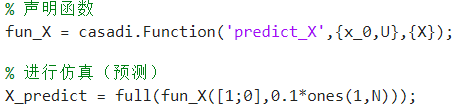 % 声明函数
fun_X = casadi.Function('predict_X',{x_0,U},{X});
% 进行仿真（预测）
X_predict = full(fun_X([1;0],0.1*ones(1,N)));